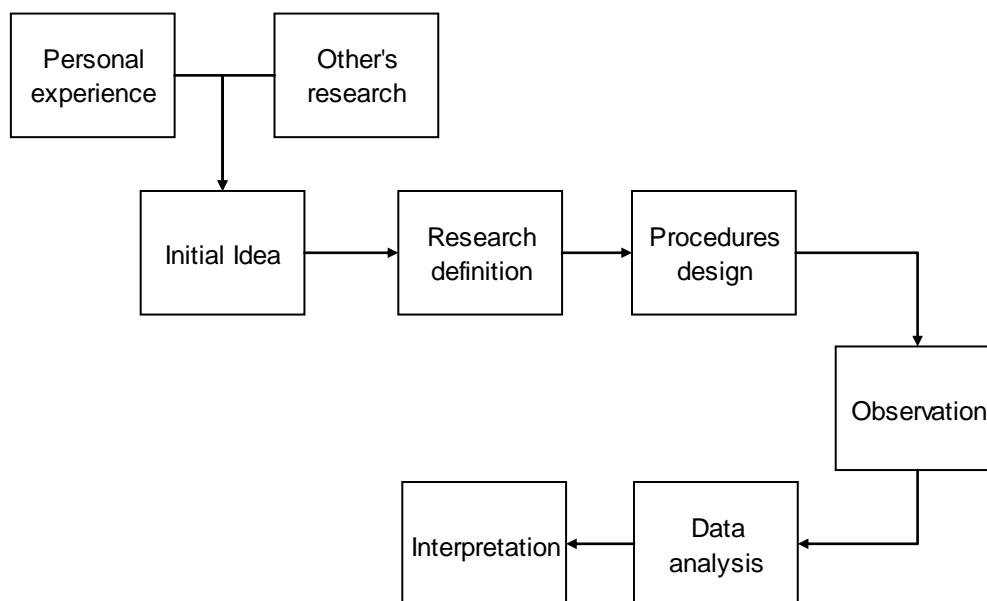 Personal
experience
Other's
research
Initial Idea
Research
definition
Procedures
design
Observation
Data
analysis
Interpretation